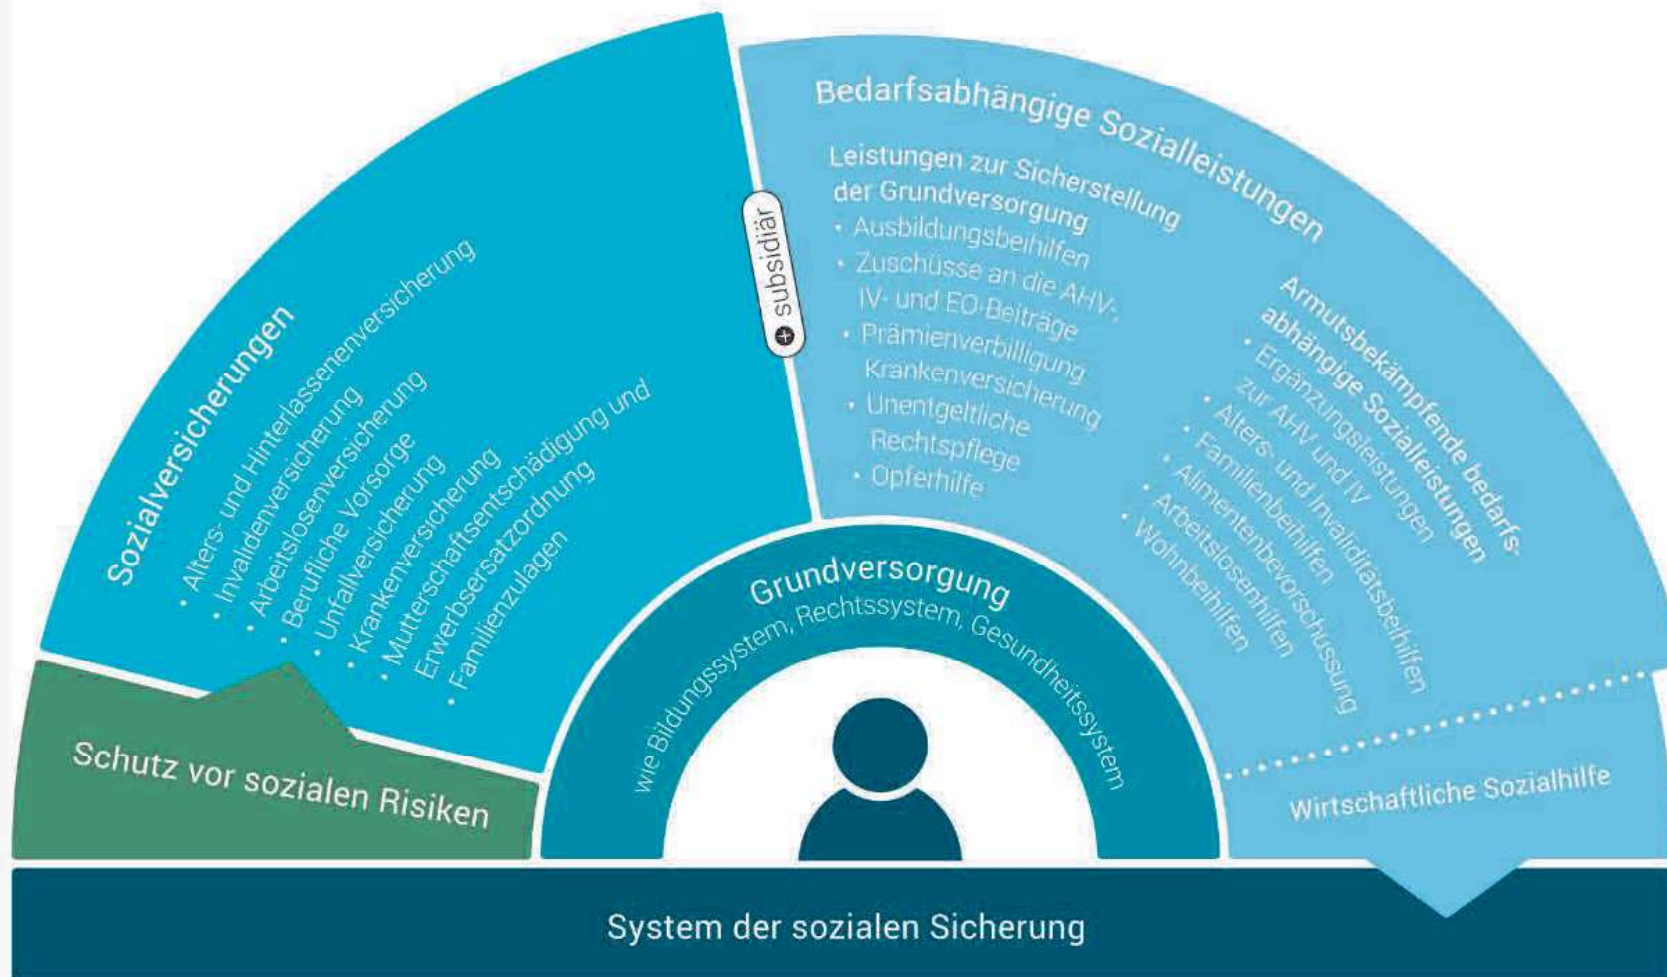 Sozialversicherungen
• Alters- und Hinterlassenenversicherung
• Invalidenversicherung
• Arbeitslosenversicherung
• Berufliche Vorsorge
• Unfallversicherung
• Krankenversicherung
• Mutterschaftsentschädigung und
Erwerbsersatzordnung
• Familienzulagen
Schutz vor sozialen Risiken
+ subsidiär
Bedarfsabhängige Sozialleistungen
Leistungen zur Sicherstellung
der Grundversorgung
• Ausbildungsbeihilfen
• Zuschüsse an die AHV-,
IV- und EO-Beiträge
• Prämienverbilligung
Krankenversicherung
• Unentgeltliche
Rechtspflege
• Opferhilfe
Armutsbekämpfende bedarfs-
abhängige Sozialleistungen
• Ergänzungsleistungen
zur AHV und IV
• Alters- und Invaliditätsbeihilfen
• Familienbeihilfen
• Alimentenbevorschussung
• Arbeitslosenhilfen
• Wohnbeihilfen
Wirtschaftliche Sozialhilfe
Grundversorgung
wie Bildungssystem, Rechtssystem, Gesundheitssystem
System der sozialen Sicherung